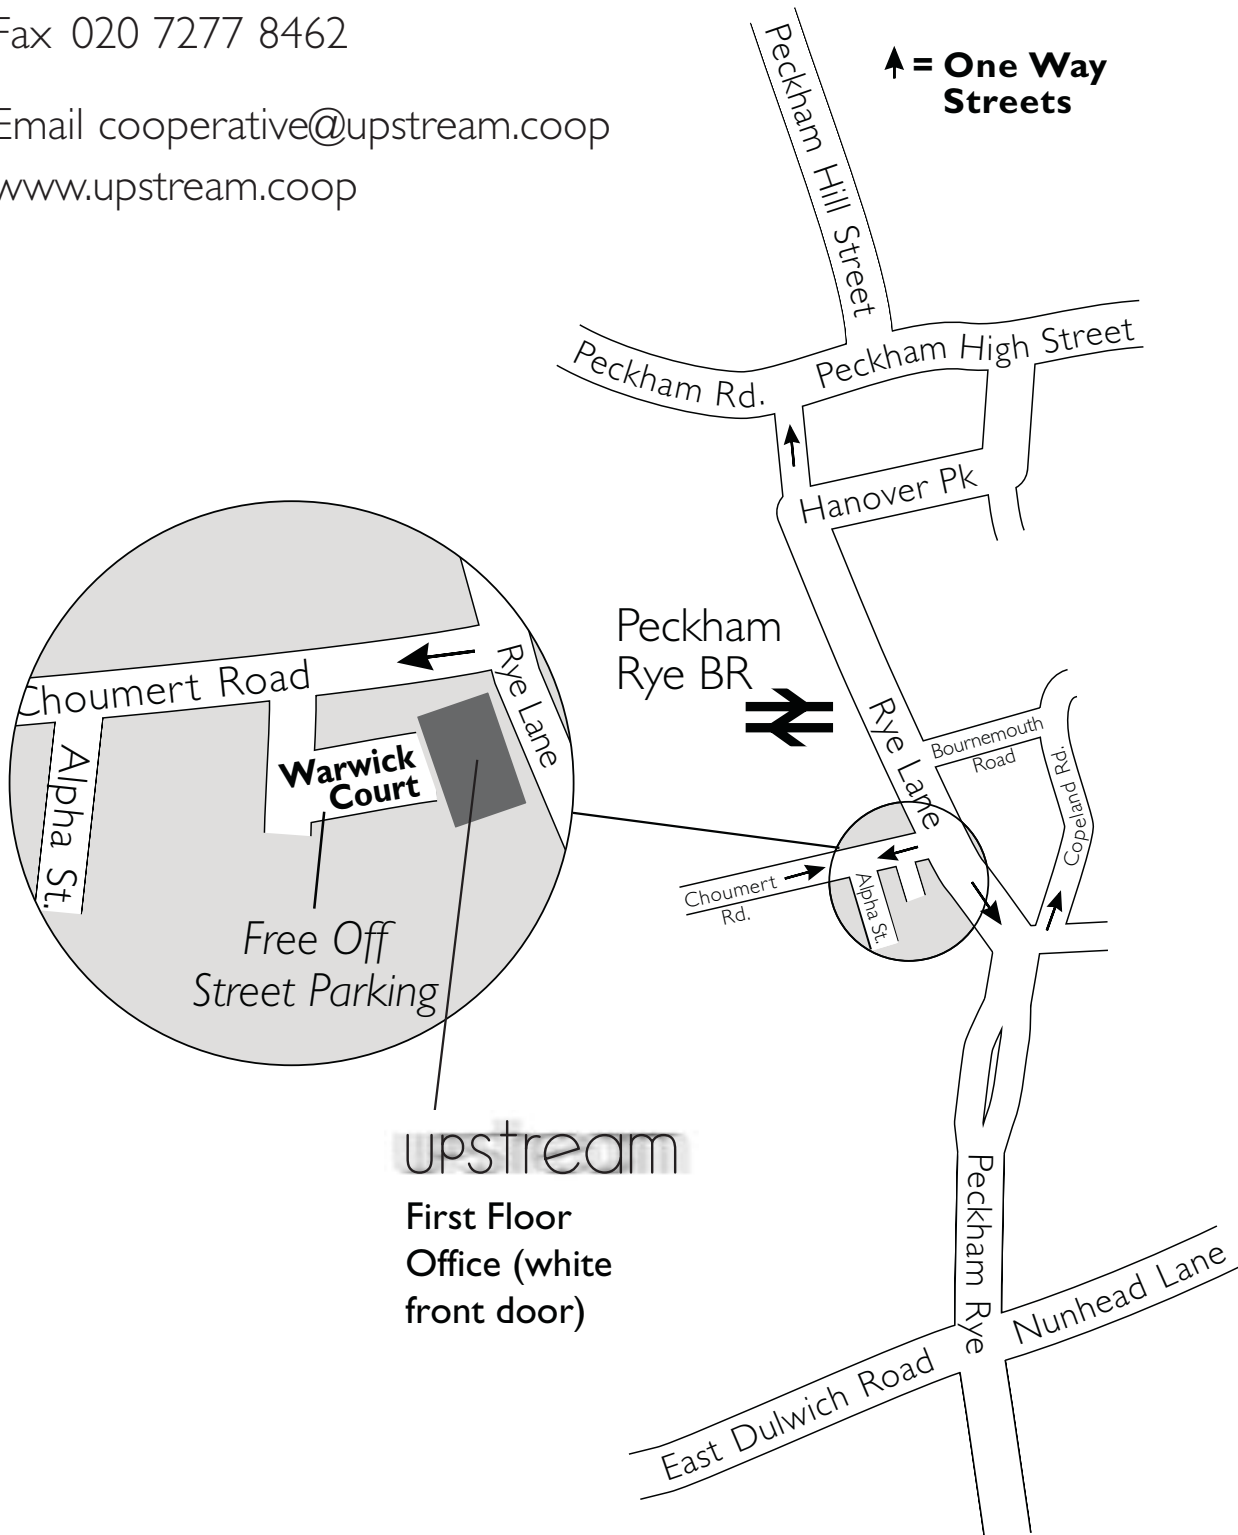 Fax 020 7277 8462
Email cooperative@upstream.coop
www.upstream.coop
= One Way
Streets
Peckham Hill Street
Peckham Rd.
Peckham High Street
Hanover Pk
Peckham
Rye BR
Rye Lane
Bournemouth
Road
Copeland Rd.
Choumert
Rd.
Alpha St.
Choumert Road
Rye Lane
Alpha St.
Warwick
Court
Free Off
Street Parking
upstream
First Floor
Office (white
front door)
Peckham Rye
Nunhead Lane
East Dulwich Road